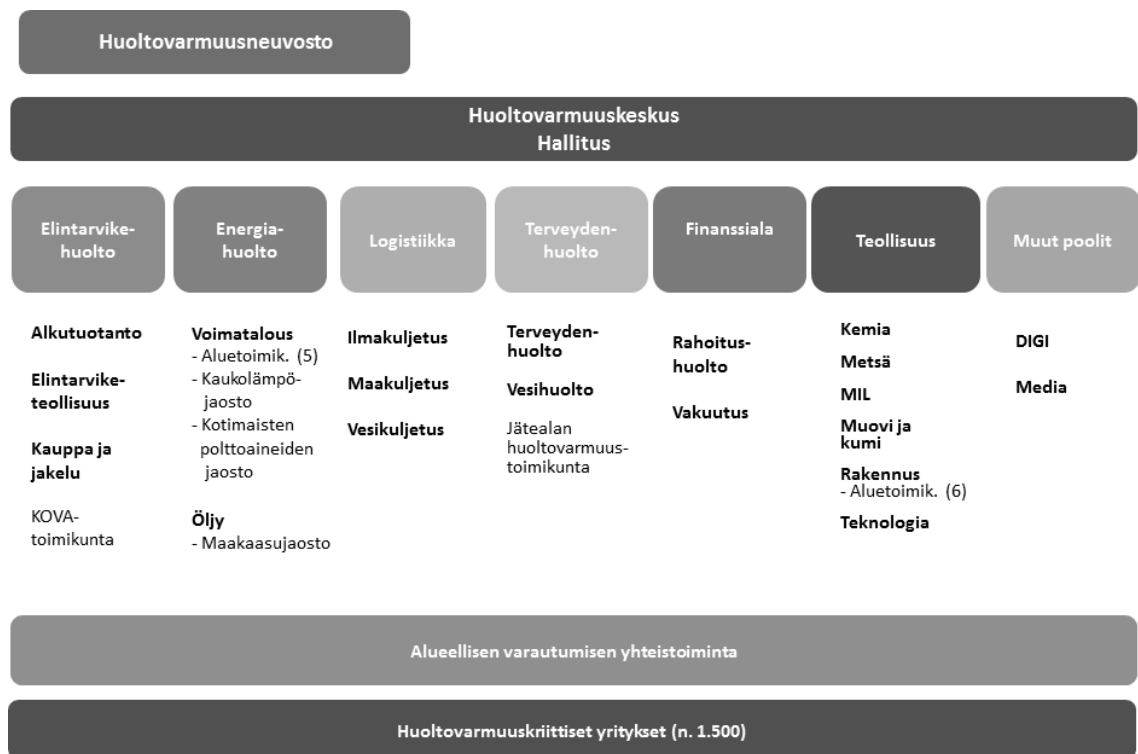 Huoltovarmuusneuvosto
Huoltovarmuuskeskus
Hallitus
Elintarvike-
huolto
Energia-
huolto
Logistiikka
Terveyden-
huolto
Finanssiala
Teollisuus
Muut poolit
Alkutuotanto
Elintarvike-
teollisuus
Kauppa ja
jakelu
KOVA-
toimikunta
Voimatalous
- Aluetoimik. (5)
- Kaukolämpö-
jaosto
- Kotimaisten
polttoaineiden
jaosto
Öljy
- Maakaasujaosto
Ilmakuljetus
Maakuljetus
Vesikuljetus
Terveyden-
huolto
Vesihuolto
Jätealan
huoltovarmuus-
toimikunta
Rahoitus-
huolto
Vakuutus
Kemia
Metsä
MIL
Muovi ja
kumi
Rakennus
- Aluetoimik. (6)
Teknologia
DIGI
Media
Alueellisen varautumisen yhteistoiminta
Huoltovarmuuskriittiset yritykset (n. 1.500)